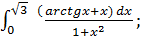 ∫₀^√3 (arctgx+x) dx / 1+x² ;